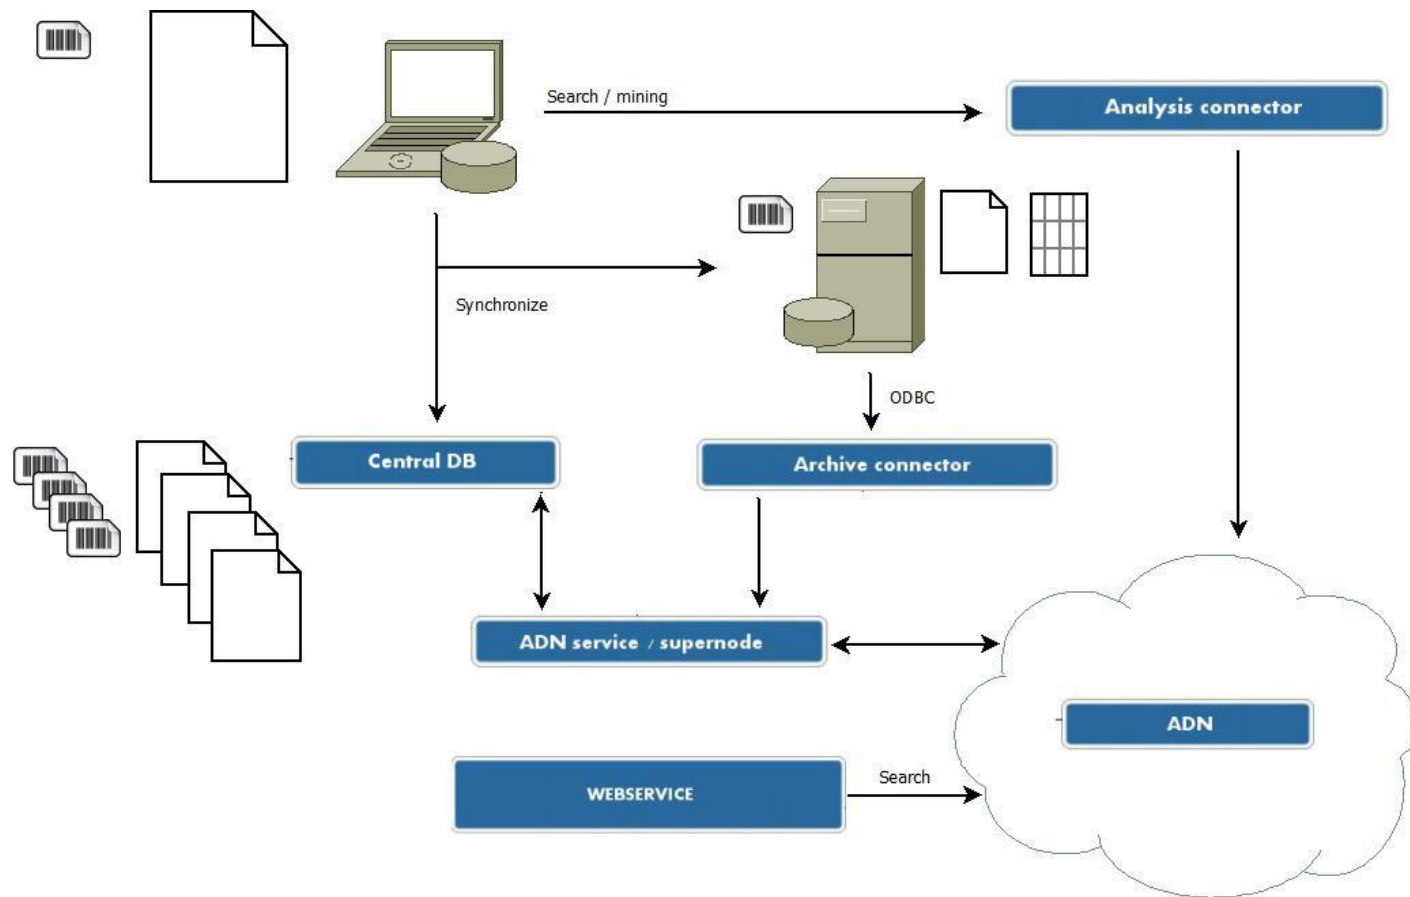 Search / mining
Analysis connector
Synchronize
ODBC
Central DB
Archive connector
ADN service / supernode
ADN
WEBSERVICE
Search